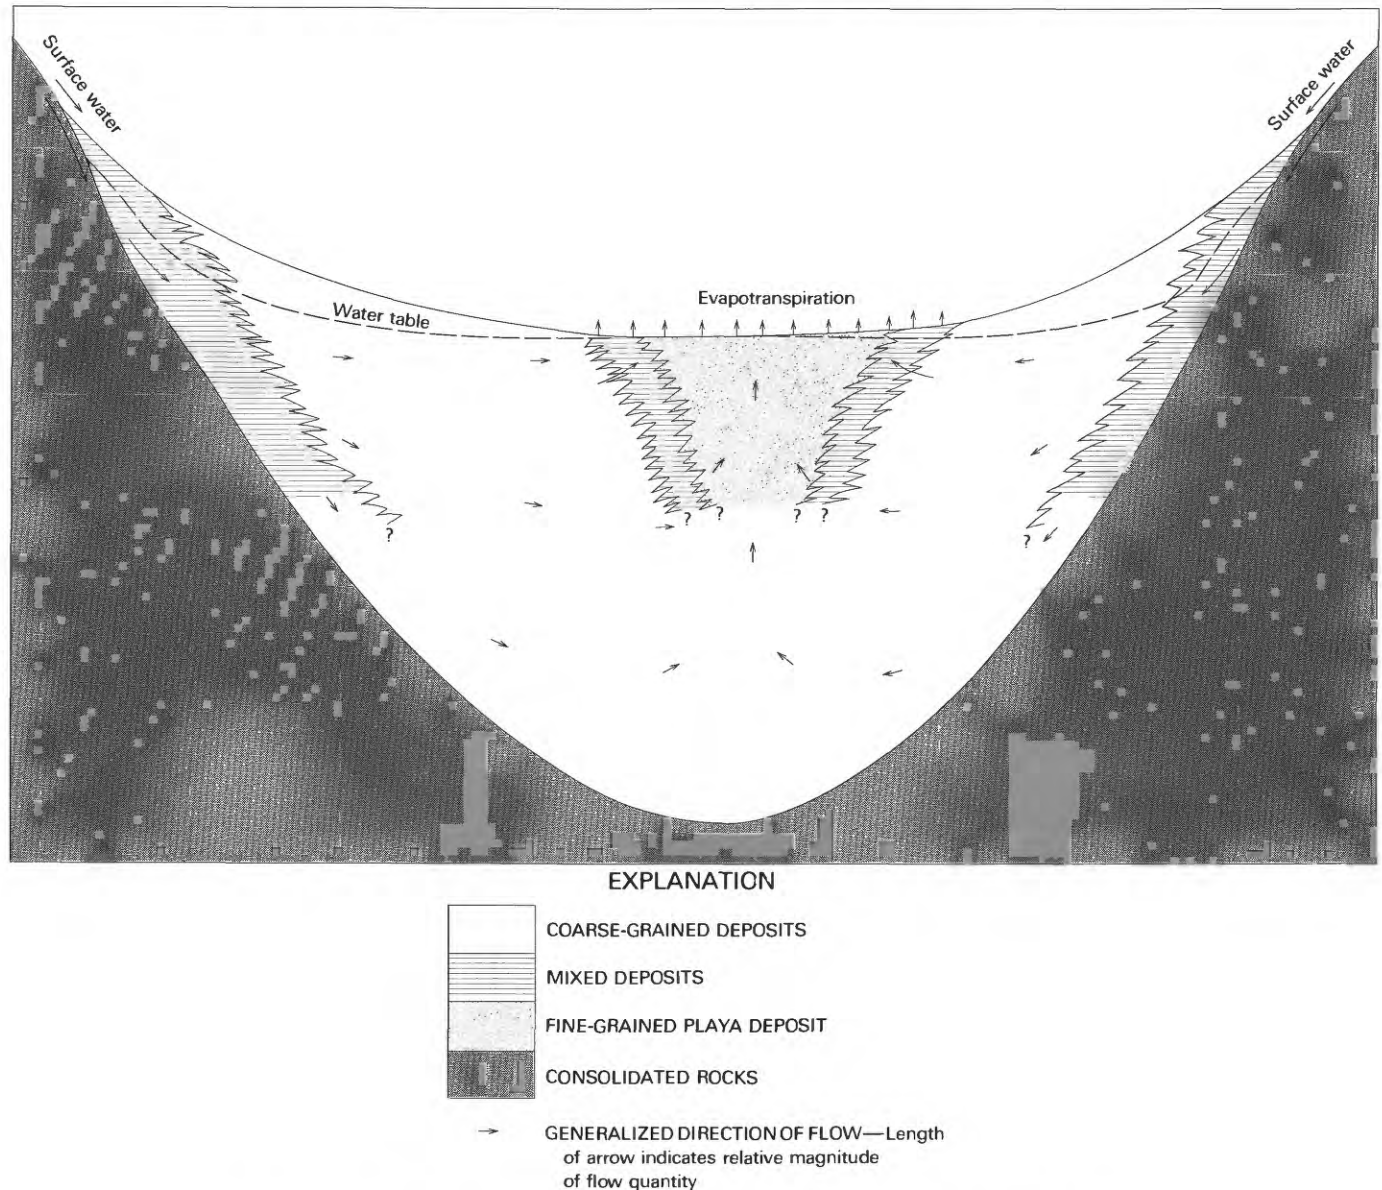 Surface water
Surface water
Evapotranspiration
Water table
?
?
?
?
?
?
EXPLANATION
COARSE-GRAINED DEPOSITS
MIXED DEPOSITS
FINE-GRAINED PLAYA DEPOSIT
CONSOLIDATED ROCKS
GENERALIZED DIRECTION OF FLOW—Length
of arrow indicates relative magnitude
of flow quantity